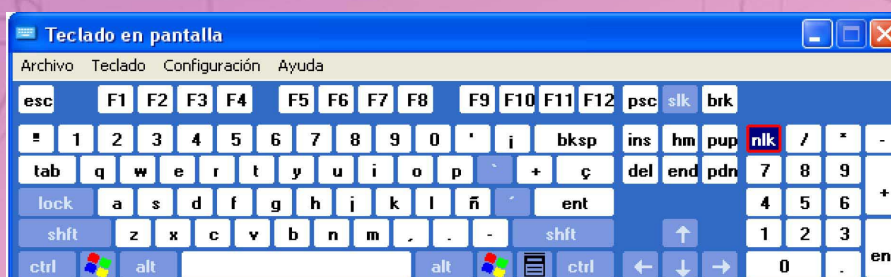 Teclado en pantalla
Archivo Teclado Configuración Ayuda
esc F1 F2 F3 F4 F5 F6 F7 F8 F9 F10 F11 F12 psc slk brk
º 1 2 3 4 5 6 7 8 9 0 ' ¡ bksp ins hm pup nlk / * -
tab q w e r t y u i o p ` + ç del end pdn 7 8 9 +
lock a s d f g h j k l ñ ´ ent 4 5 6
shft z x c v b n m , . - shft ↑ 1 2 3
ctrl alt alt ctrl ← ↓ → 0 .